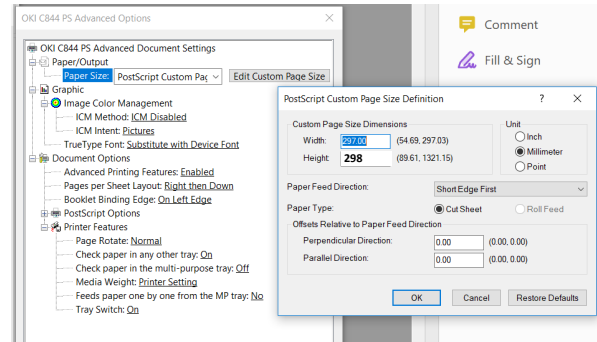 OKI C844 PS Advanced Options
OKI C844 PS Advanced Document Settings
Paper/Output
Paper Size: PostScript Custom Pag Edit Custom Page Size
Graphic
Image Color Management
ICM Method: ICM Disabled
ICM Intent: Pictures
TrueType Font: Substitute with Device Font
Document Options
Advanced Printing Features: Enabled
Pages per Sheet Layout: Right then Down
Booklet Binding Edge: On Left Edge
PostScript Options
Printer Features
Page Rotate: Normal
Check paper in any other tray: On
Check paper in the multi-purpose tray: Off
Media Weight: Printer Setting
Feeds paper one by one from the MP tray: No
Tray Switch: On
Comment
Fill & Sign
PostScript Custom Page Size Definition ? 
Custom Page Size Dimensions
Width: 297.00 (54.69, 297.03)
Height: 298 (89.61, 1321.15)
Unit
Inch
Millimeter
Point
Paper Feed Direction: Short Edge First
Paper Type: Cut Sheet Roll Feed
Offsets Relative to Paper Feed Direction
Perpendicular Direction: 0.00 (0.00, 0.00)
Parallel Direction: 0.00 (0.00, 0.00)
OK Cancel Restore Defaults